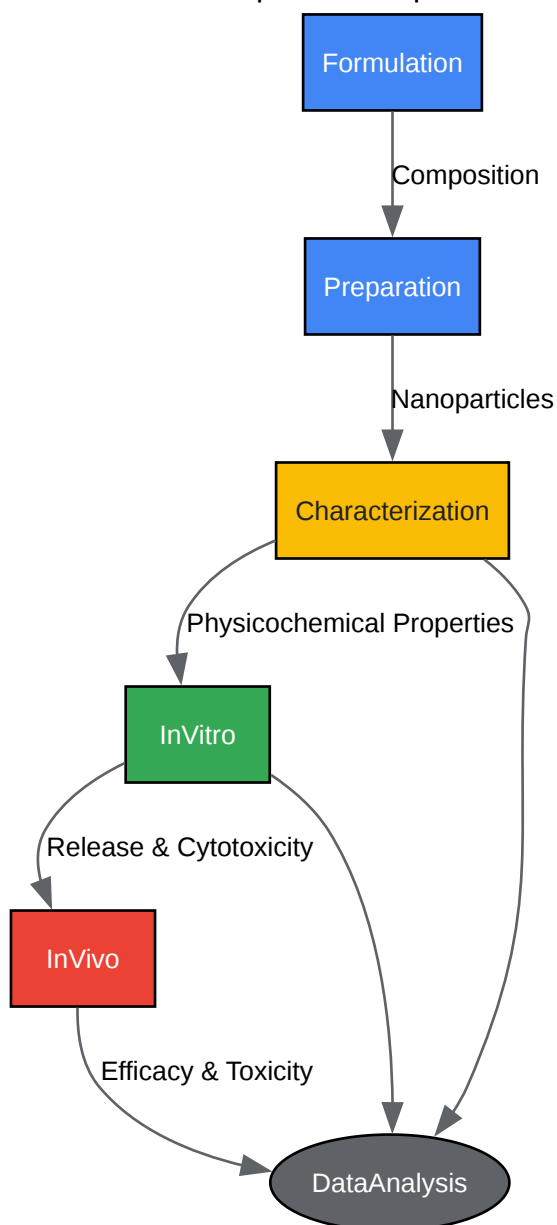 Formulation
Composition
Preparation
Nanoparticles
Characterization
Physicochemical Properties
InVitro
Release & Cytotoxicity
InVivo
Efficacy & Toxicity
DataAnalysis